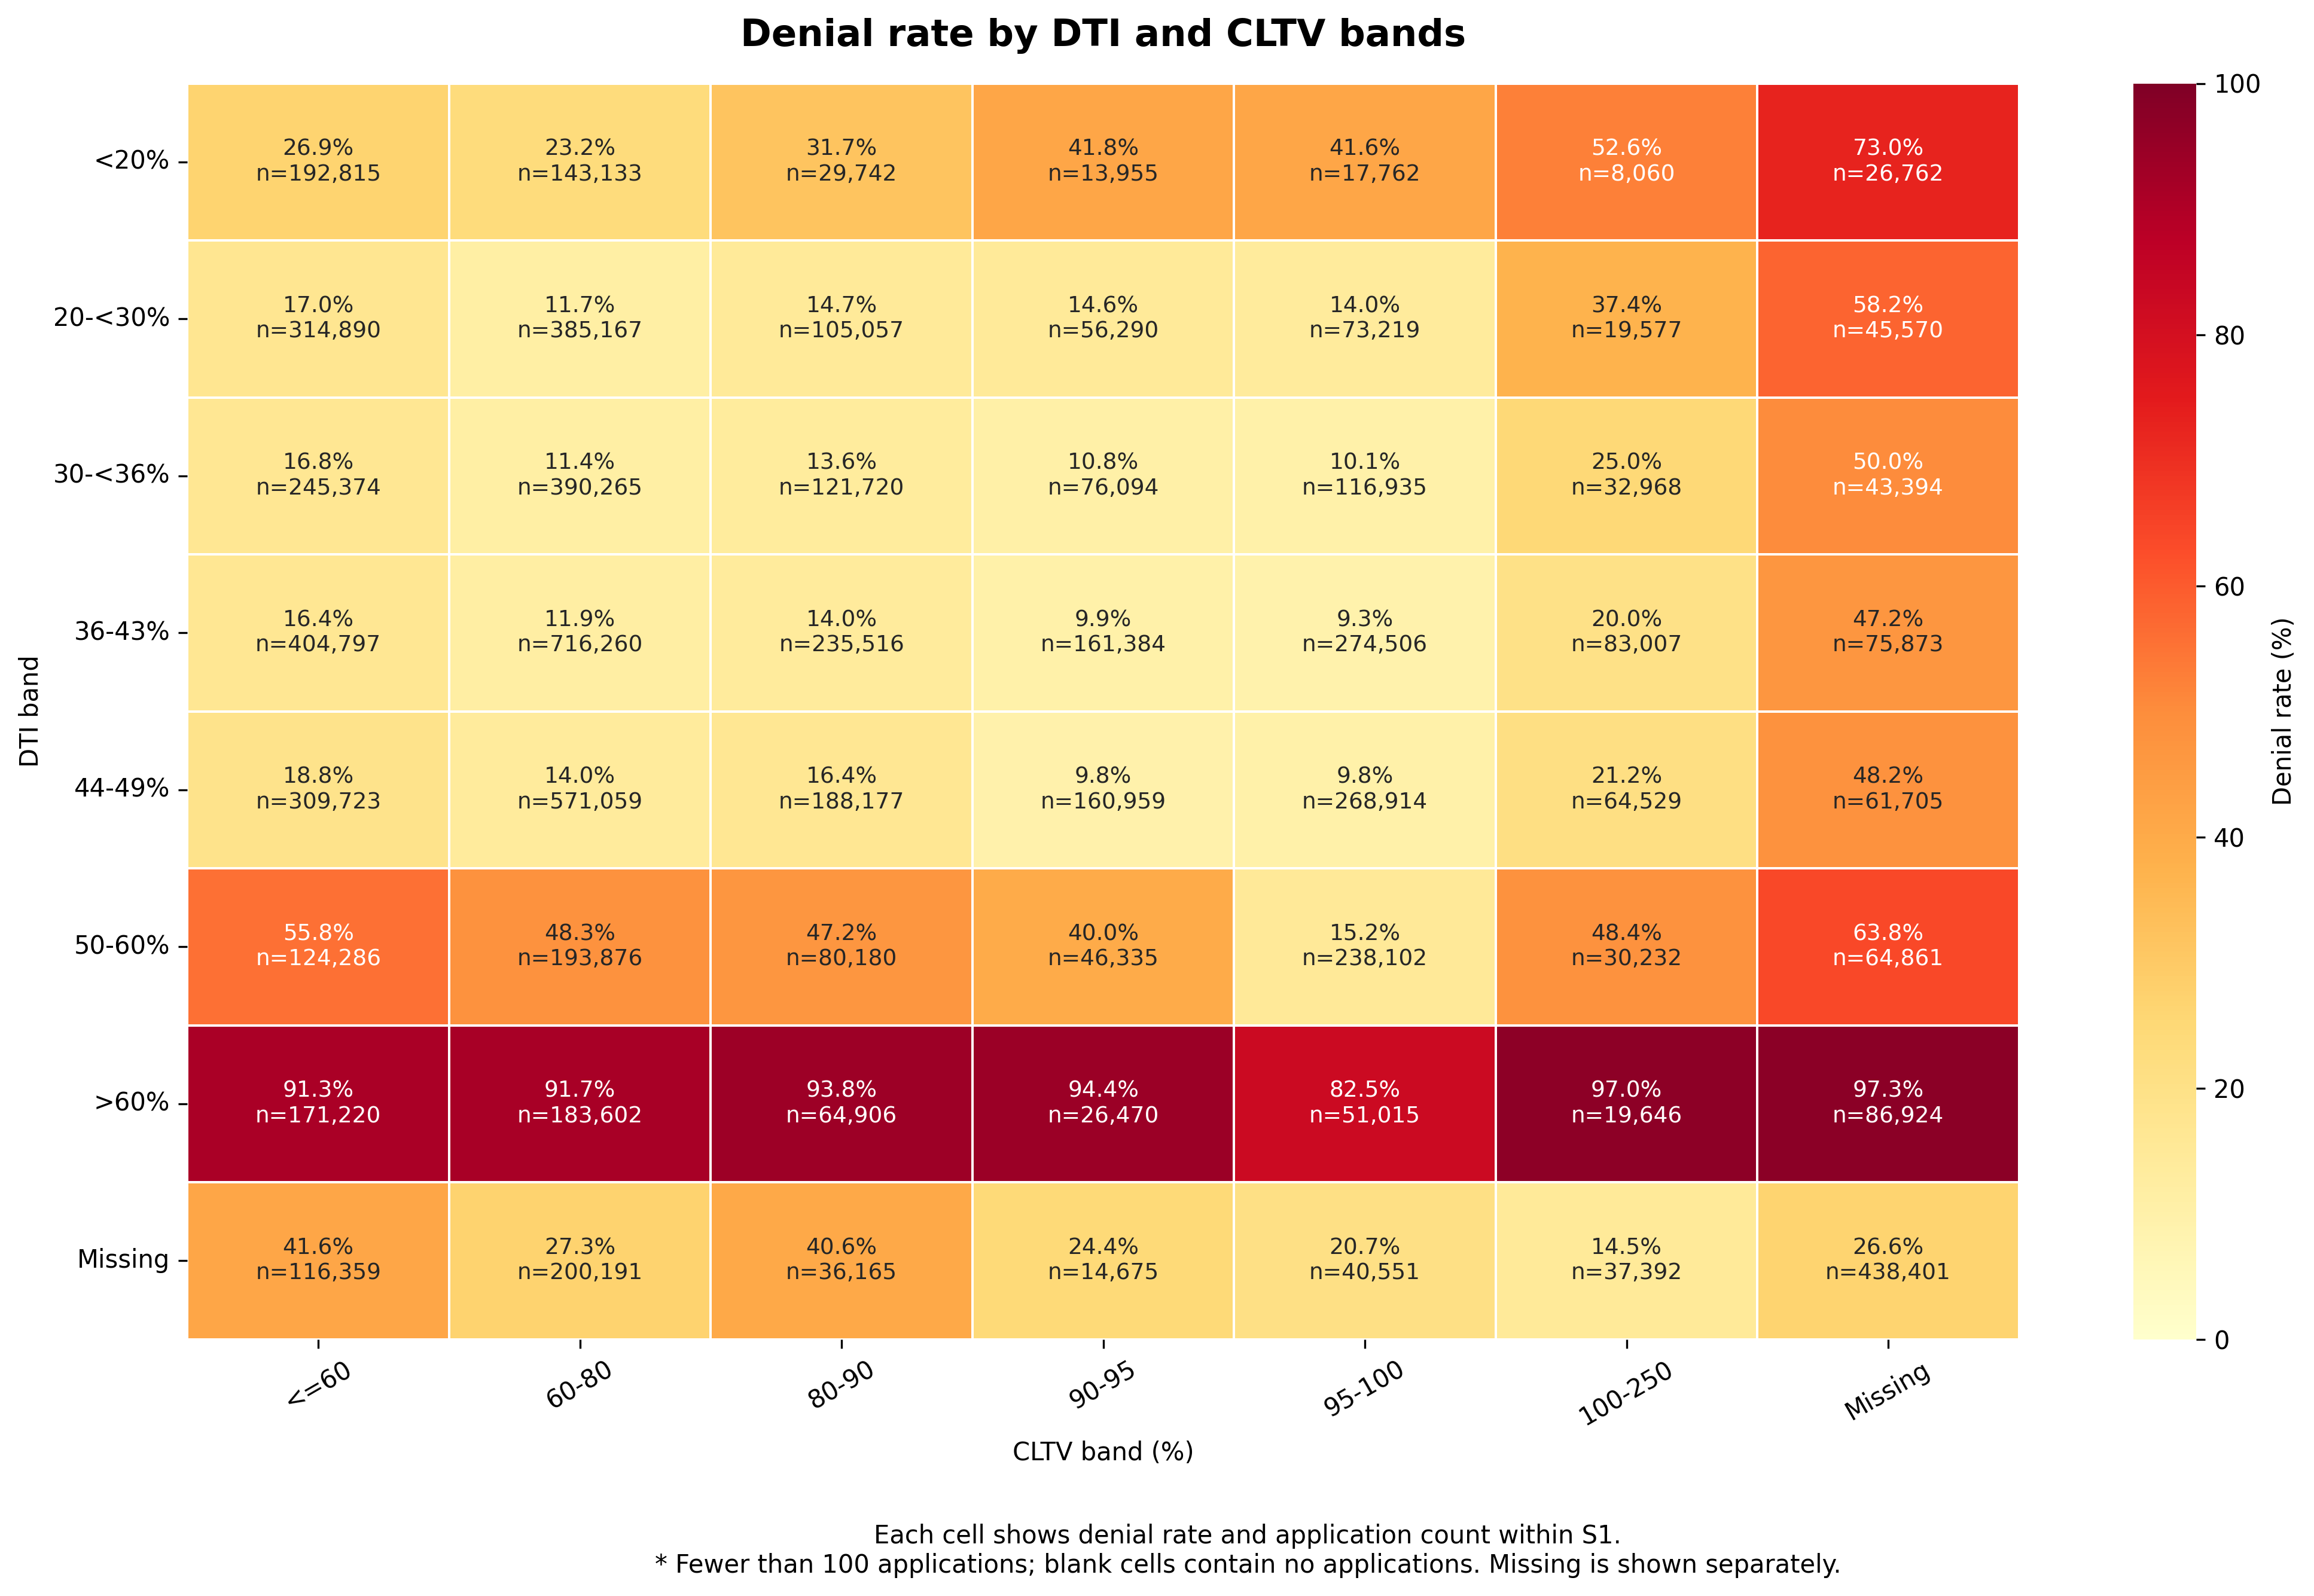 Denial rate by DTI and CLTV bands
<20%
26.9%
n=192,815
23.2%
n=143,133
31.7%
n=29,742
41.8%
n=13,955
41.6%
n=17,762
52.6%
n=8,060
73.0%
n=26,762
20-<30%
17.0%
n=314,890
11.7%
n=385,167
14.7%
n=105,057
14.6%
n=56,290
14.0%
n=73,219
37.4%
n=19,577
58.2%
n=45,570
30-<36%
16.8%
n=245,374
11.4%
n=390,265
13.6%
n=121,720
10.8%
n=76,094
10.1%
n=116,935
25.0%
n=32,968
50.0%
n=43,394
36-43%
16.4%
n=404,797
11.9%
n=716,260
14.0%
n=235,516
9.9%
n=161,384
9.3%
n=274,506
20.0%
n=83,007
47.2%
n=75,873
44-49%
18.8%
n=309,723
14.0%
n=571,059
16.4%
n=188,177
9.8%
n=160,959
9.8%
n=268,914
21.2%
n=64,529
48.2%
n=61,705
50-60%
55.8%
n=124,286
48.3%
n=193,876
47.2%
n=80,180
40.0%
n=46,335
15.2%
n=238,102
48.4%
n=30,232
63.8%
n=64,861
>60%
91.3%
n=171,220
91.7%
n=183,602
93.8%
n=64,906
94.4%
n=26,470
82.5%
n=51,015
97.0%
n=19,646
97.3%
n=86,924
Missing
41.6%
n=116,359
27.3%
n=200,191
40.6%
n=36,165
24.4%
n=14,675
20.7%
n=40,551
14.5%
n=37,392
26.6%
n=438,401
DTI band
<=60
60-80
80-90
90-95
95-100
100-250
Missing
CLTV band (%)
100
80
60
40
20
0
Denial rate (%)
Each cell shows denial rate and application count within S1.
* Fewer than 100 applications; blank cells contain no applications. Missing is shown separately.